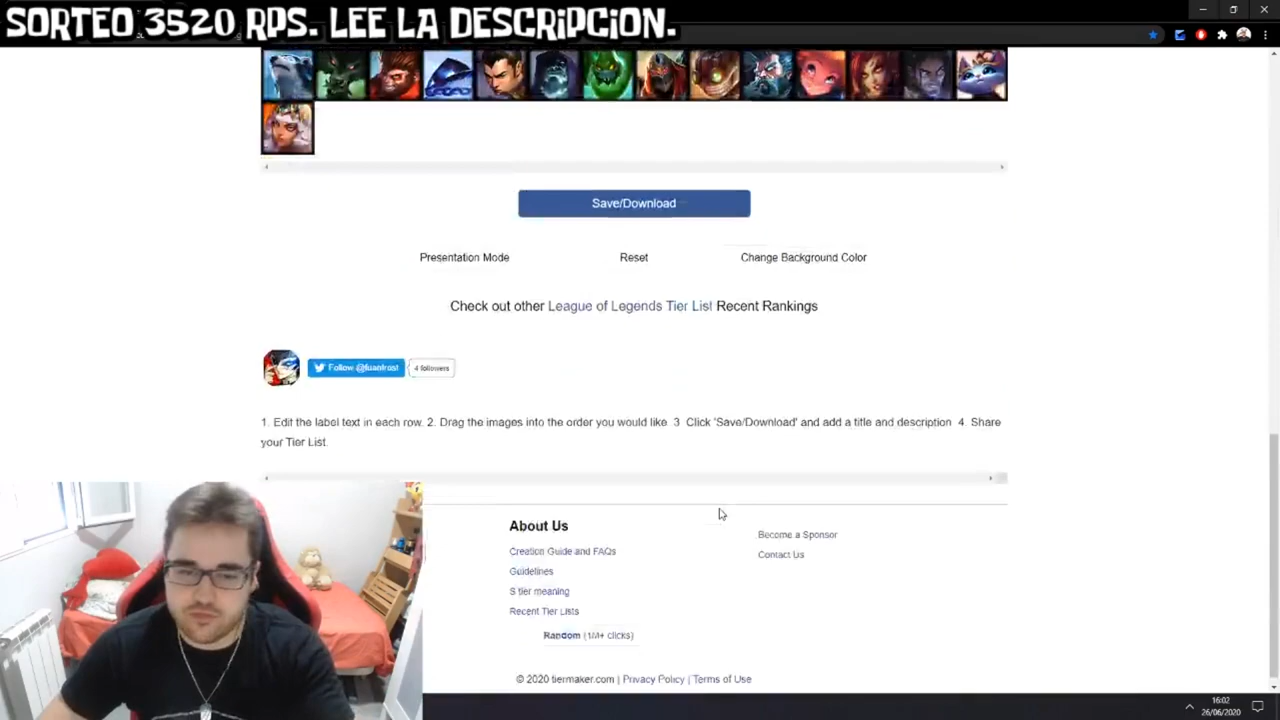 SORTEO 3520 RPS. LEE LA DESCRIPCION.
Save/Download
Presentation Mode
Reset
Change Background Color
Check out other League of Legends Tier List Recent Rankings
Follow @fuanfrost
4 followers
1. Edit the label text in each row. 2. Drag the images into the order you would like 3 Click 'Save/Download' and add a title and description 4. Share
your Tier List.
About Us
Creation Guide and FAQs
Guidelines
S tier meaning
Recent Tier Lists
Random (1M+ clicks)
Become a Sponsor
Contact Us
© 2020 tiermaker.com | Privacy Policy | Terms of Use
16:02
26/06/2020